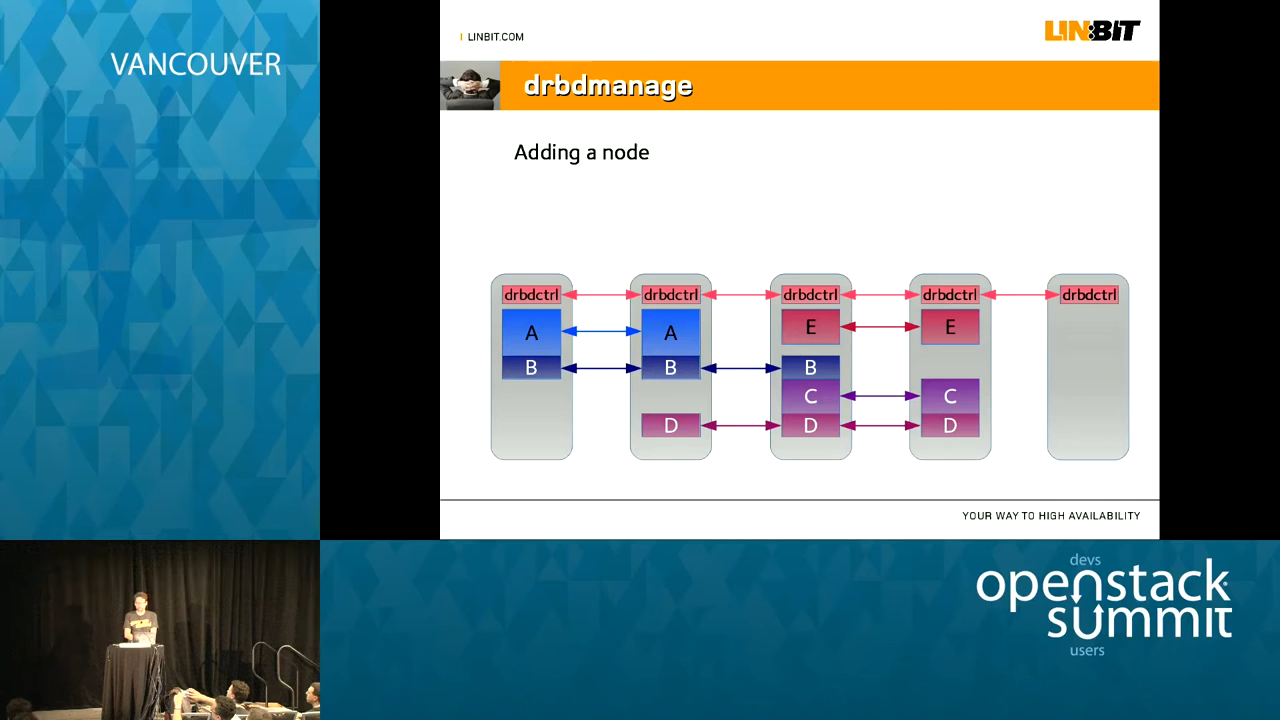 VANCOUVER
LINBIT.COM
LINBIT
drbdmanage
Adding a node
drbdctrl drbdctrl drbdctrl drbdctrl drbdctrl
A A E E
B B B
C C
D D D
YOUR WAY TO HIGH AVAILABILITY
devs
openstack
summit
users